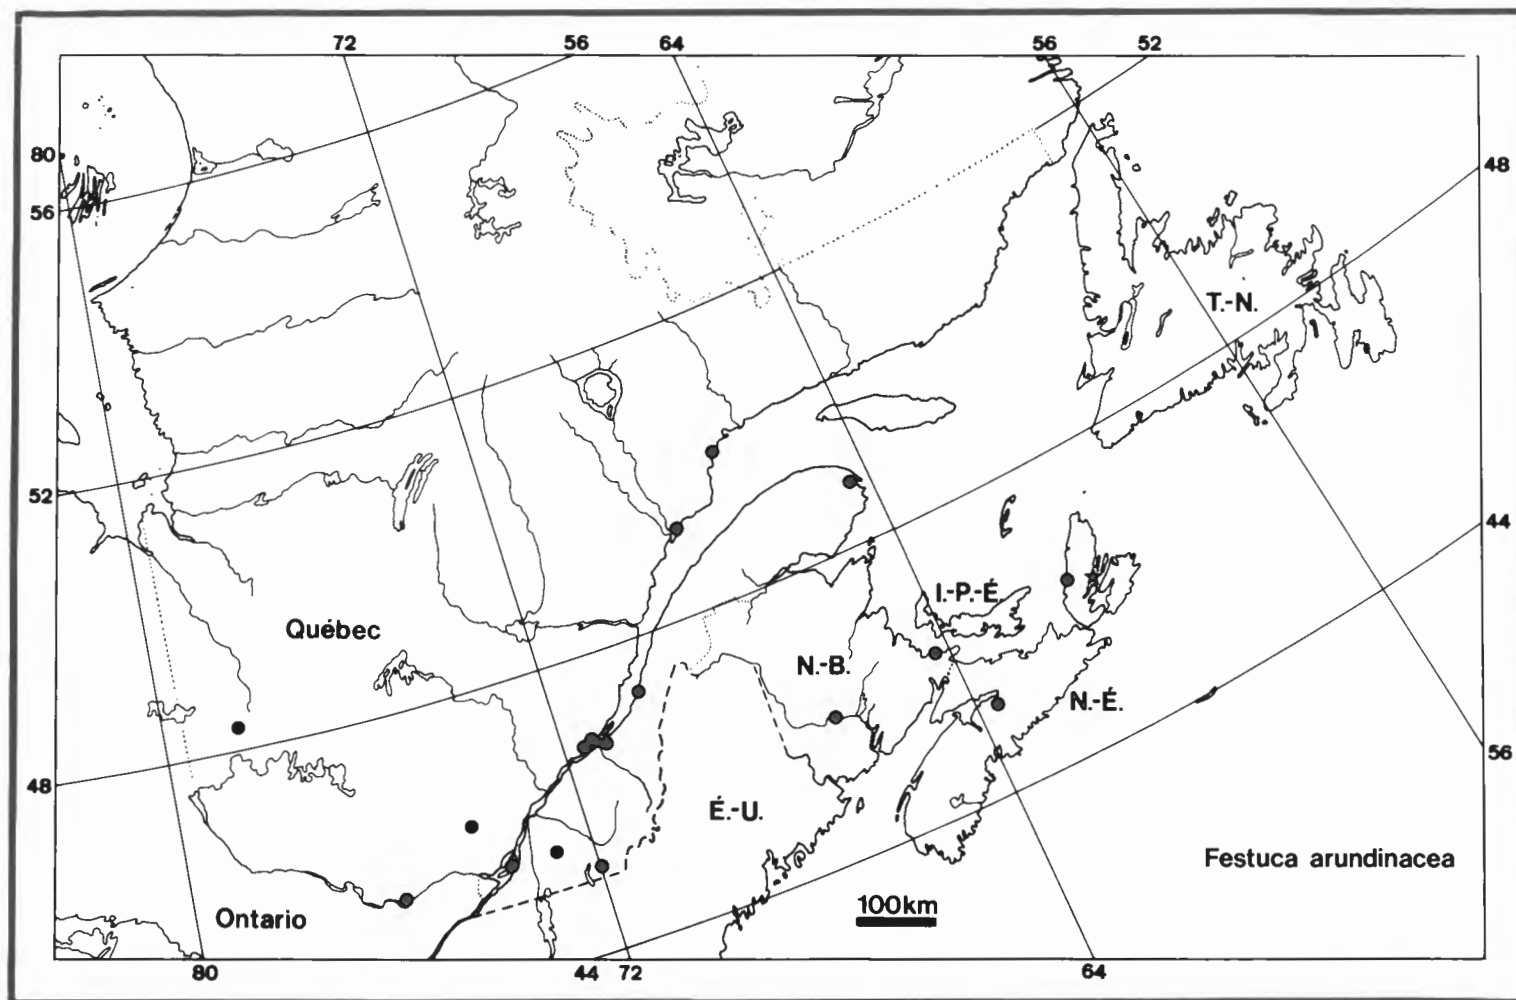 72 56 64 56 52
80
48
56
T.-N.
52
44
I.-P.-É.
Québec
N.-B.
N.-É.
56
48
É.-U.
Festuca arundinacea
100km
Ontario
80 44 72 64